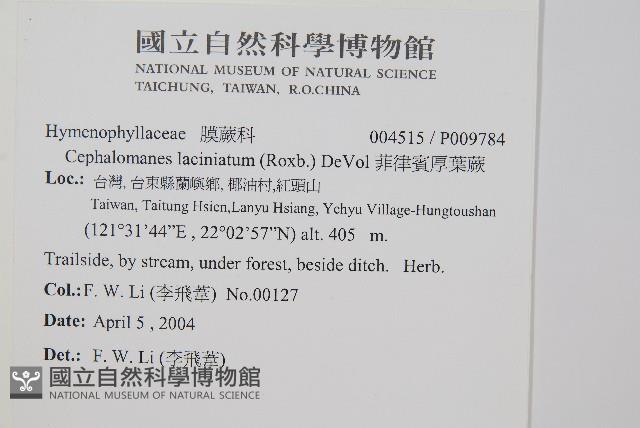 國立自然科學博物館
NATIONAL MUSEUM OF NATURAL SCIENCE
TAICHUNG, TAIWAN, R.O.CHINA
Hymenophyllaceae 膜蕨科 004515 / P009784
Cephalomanes laciniatum (Roxb.) DeVol 菲律賓厚葉蕨
Loc.: 台灣, 台東縣蘭嶼鄉, 椰油村,紅頭山
Taiwan, Taitung Hsien,Lanyu Hsiang, Yehyu Village-Hungtoushan
(121°31'44"E , 22°02'57"N) alt. 405 m.
Trailside, by stream, under forest, beside ditch. Herb.
Col.: F. W. Li (李飛葦) No.00127
Date: April 5 , 2004
Det.: F. W. Li (李飛葦)
國立自然科學博物館
NATIONAL MUSEUM OF NATURAL SCIENCE